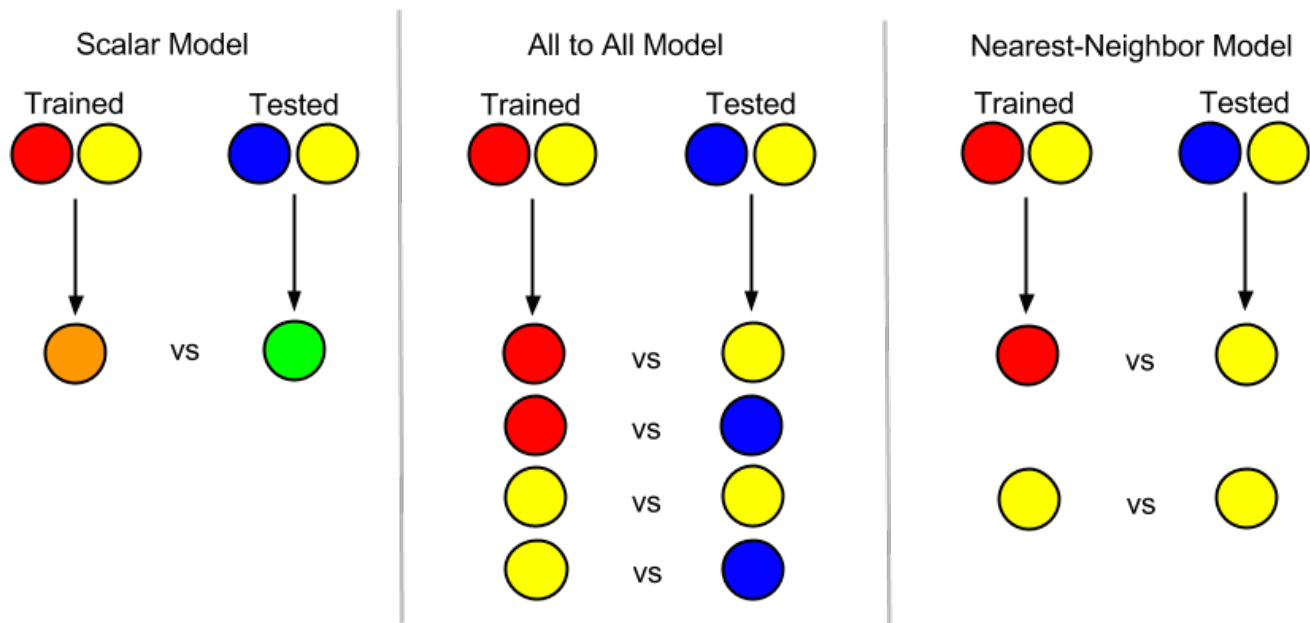 Scalar Model
Trained Tested
vs
All to All Model
Trained Tested
vs
vs
vs
vs
Nearest-Neighbor Model
Trained Tested
vs
vs